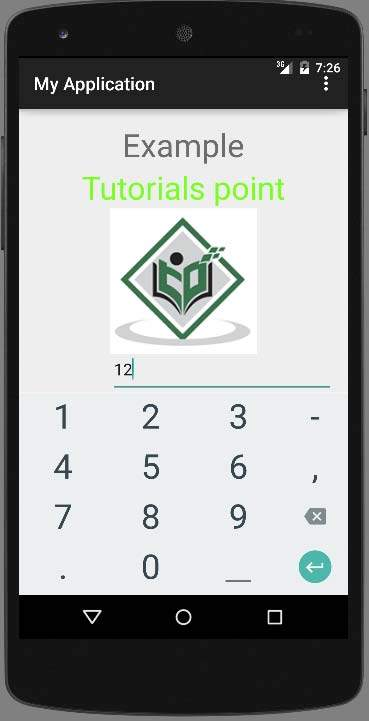 3G 7:26
My Application
Example
Tutorials point
12
1 2 3 -
4 5 6 ,
7 8 9
. 0 _